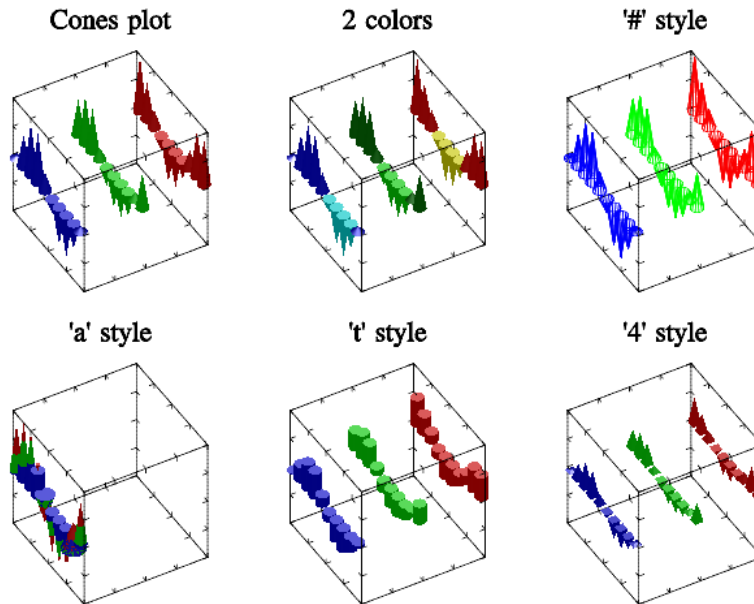 Cones plot
2 colors
'#' style
'a' style
't' style
'4' style